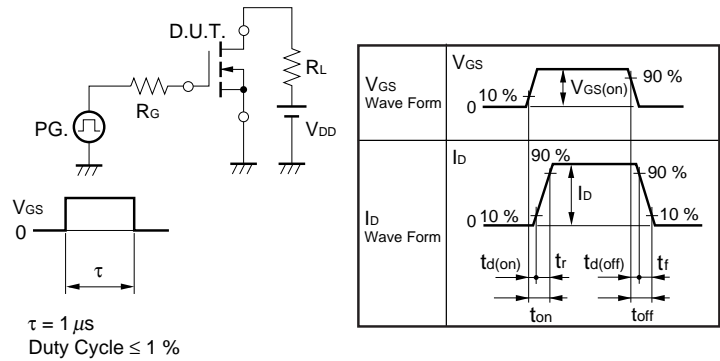 D.U.T.
RL
RG
PG.
VDD
VGS
0
τ
τ = 1 μs
Duty Cycle ≤ 1 %
VGS
Wave Form
VGS
10 %
0
VGS(on)
90 %
ID
Wave Form
ID
90 %
90 %
ID
0
10 %
10 %
td(on)
tr
td(off)
tf
ton
toff